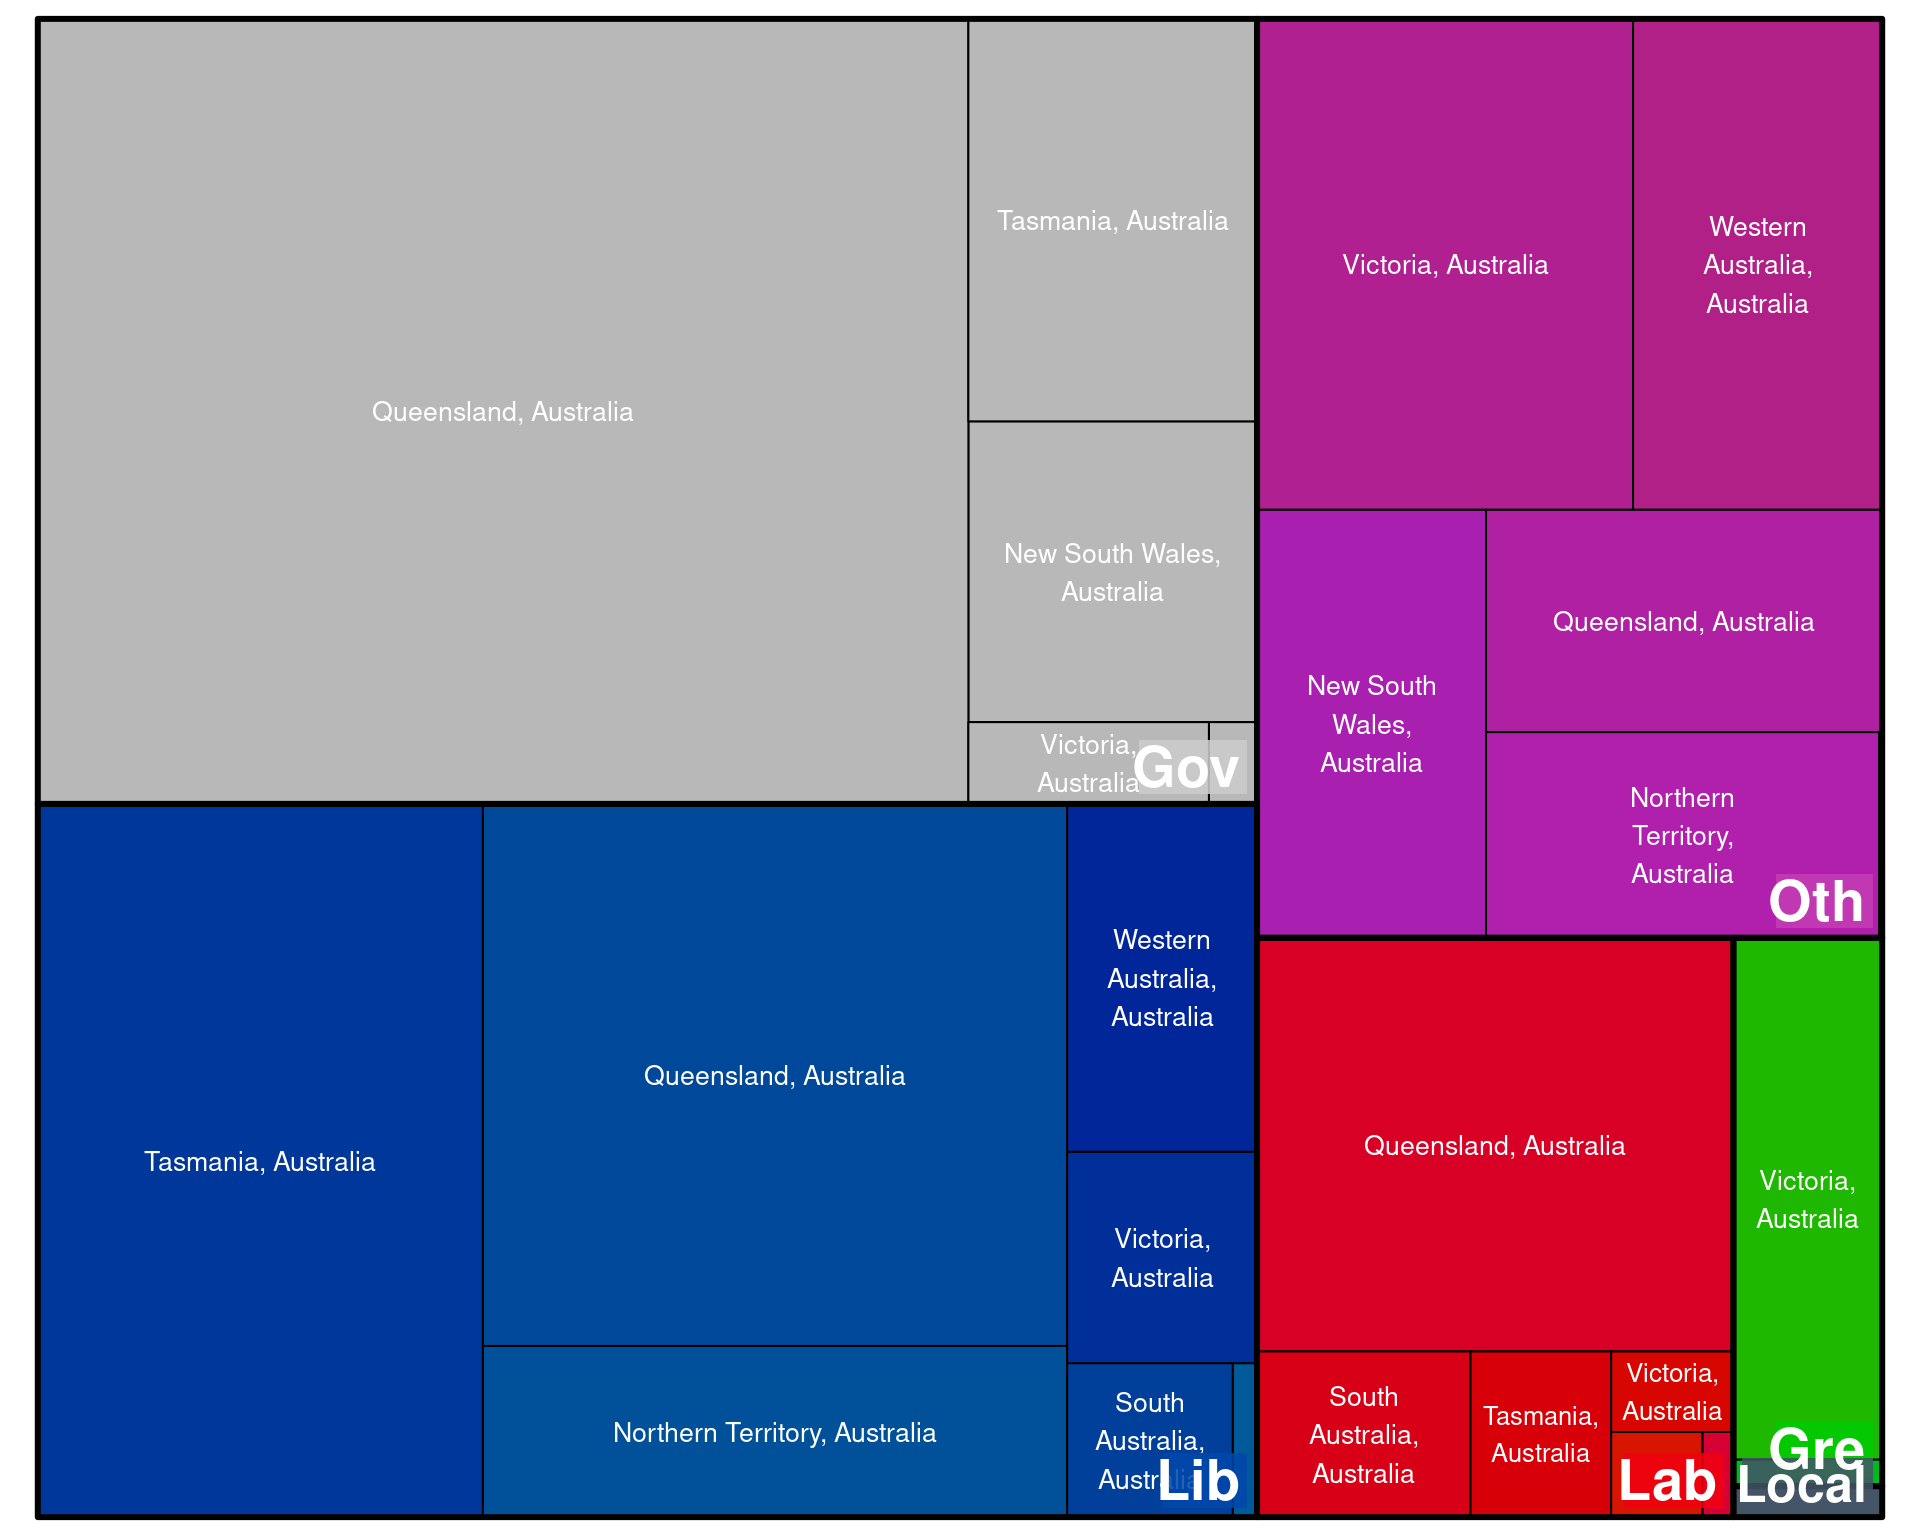 Queensland, Australia
Tasmania, Australia
New South Wales,
Australia
Victoria,
Australia
Gov
Victoria, Australia
Western
Australia,
Australia
New South
Wales,
Australia
Queensland, Australia
Northern
Territory,
Australia
Oth
Tasmania, Australia
Queensland, Australia
Northern Territory, Australia
Western
Australia,
Australia
Victoria,
Australia
South
Australia,
Australia
Lib
Queensland, Australia
South
Australia,
Australia
Tasmania,
Australia
Victoria,
Australia
Lab
Victoria,
Australia
Gre
Local